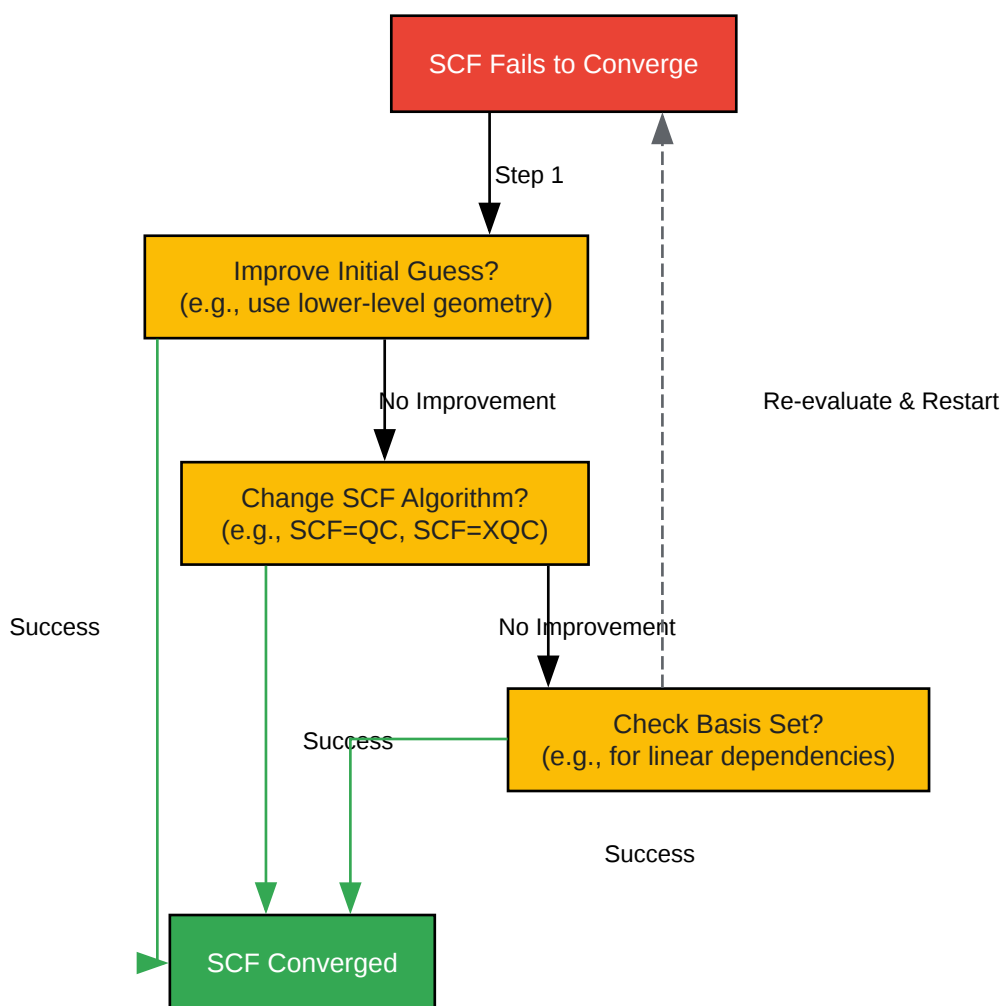 SCF Fails to Converge
Step 1
Improve Initial Guess?
(e.g., use lower-level geometry)
No Improvement
Re-evaluate & Restart
Change SCF Algorithm?
(e.g., SCF=QC, SCF=XQC)
Success
No Improvement
Check Basis Set?
(e.g., for linear dependencies)
Success
Success
SCF Converged